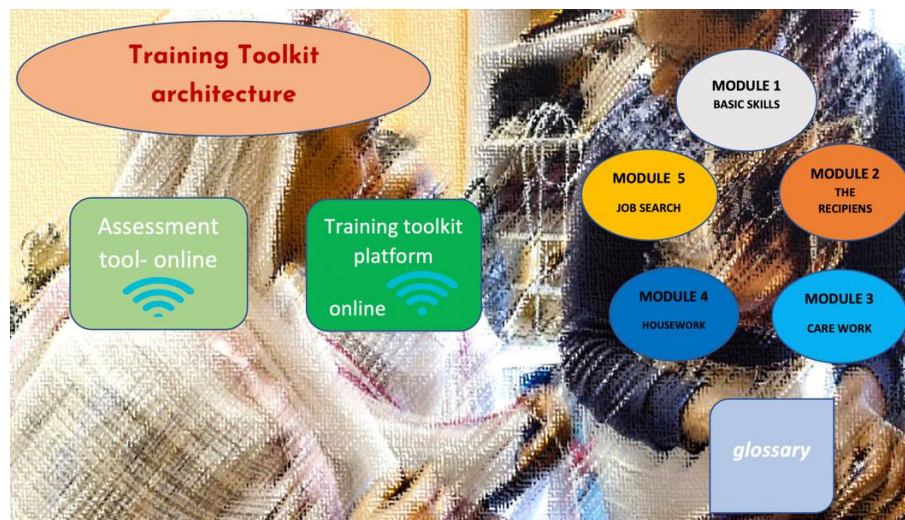 Training Toolkit
architecture
Assessment
tool- online
Training toolkit
platform
online
MODULE 1
BASIC SKILLS
MODULE 2
THE
RECIPIENS
MODULE 3
CARE WORK
MODULE 4
HOUSEWORK
MODULE 5
JOB SEARCH
glossary